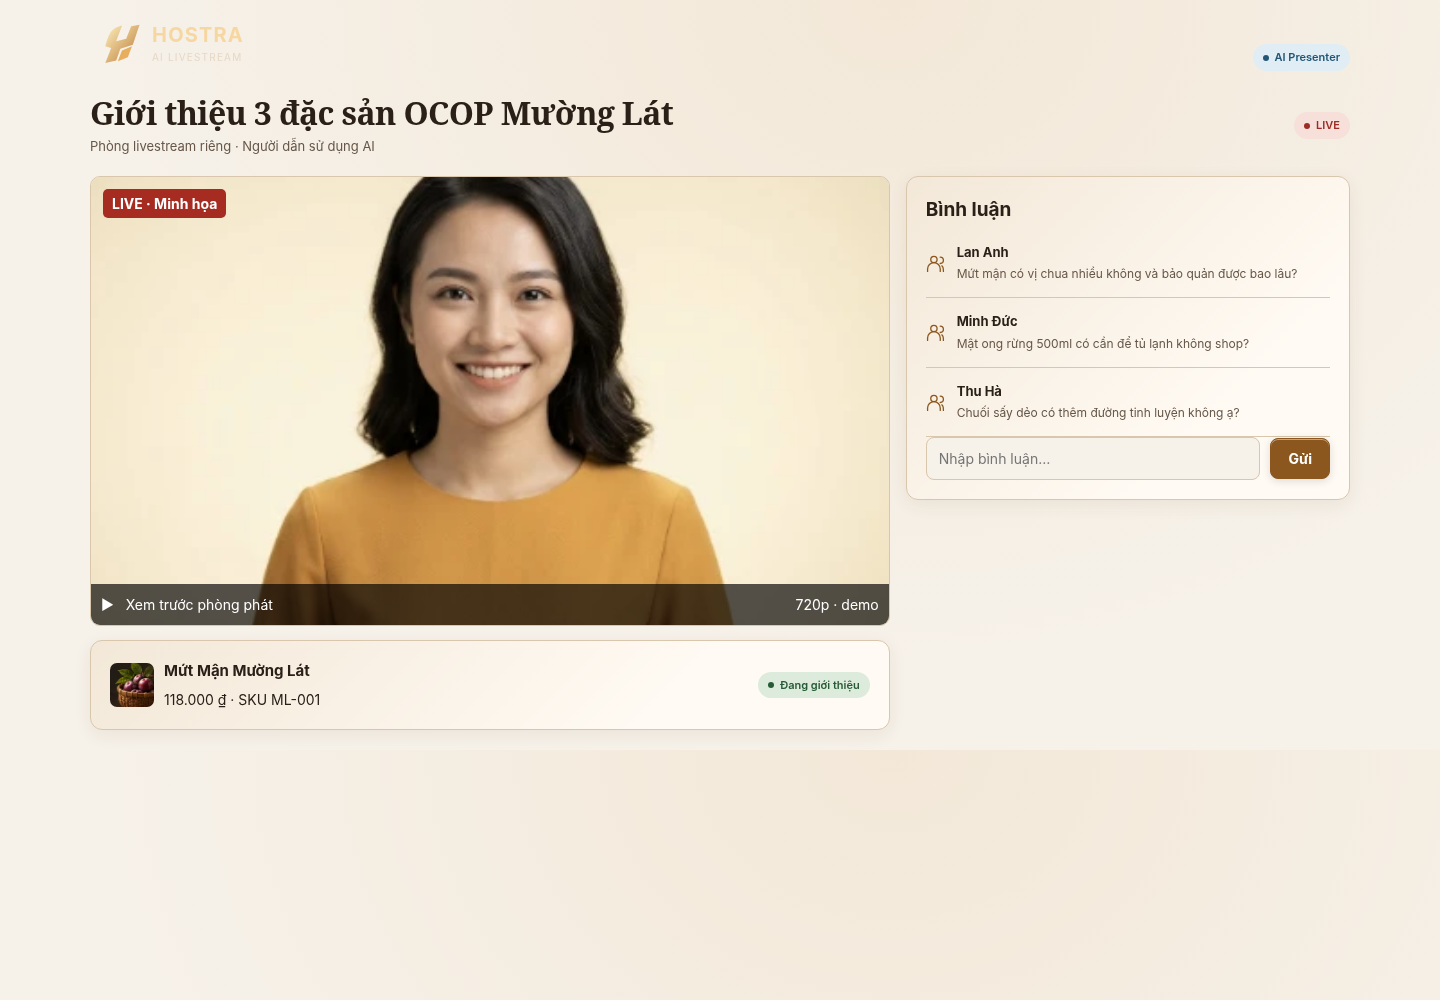 HOSTRA
AI LIVESTREAM
AI Presenter
Giới thiệu 3 đặc sản OCOP Mường Lát
Phòng livestream riêng · Người dẫn sử dụng AI
LIVE
LIVE · Minh họa
Xem trước phòng phát
720p · demo
Mứt Mận Mường Lát
118.000 ₫ · SKU ML-001
Đang giới thiệu
Bình luận
Lan Anh
Mứt mận có vị chua nhiều không và bảo quản được bao lâu?
Minh Đức
Mật ong rừng 500ml có cần để tủ lạnh không shop?
Thu Hà
Chuối sấy dẻo có thêm đường tinh luyện không ạ?
Nhập bình luận...
Gửi